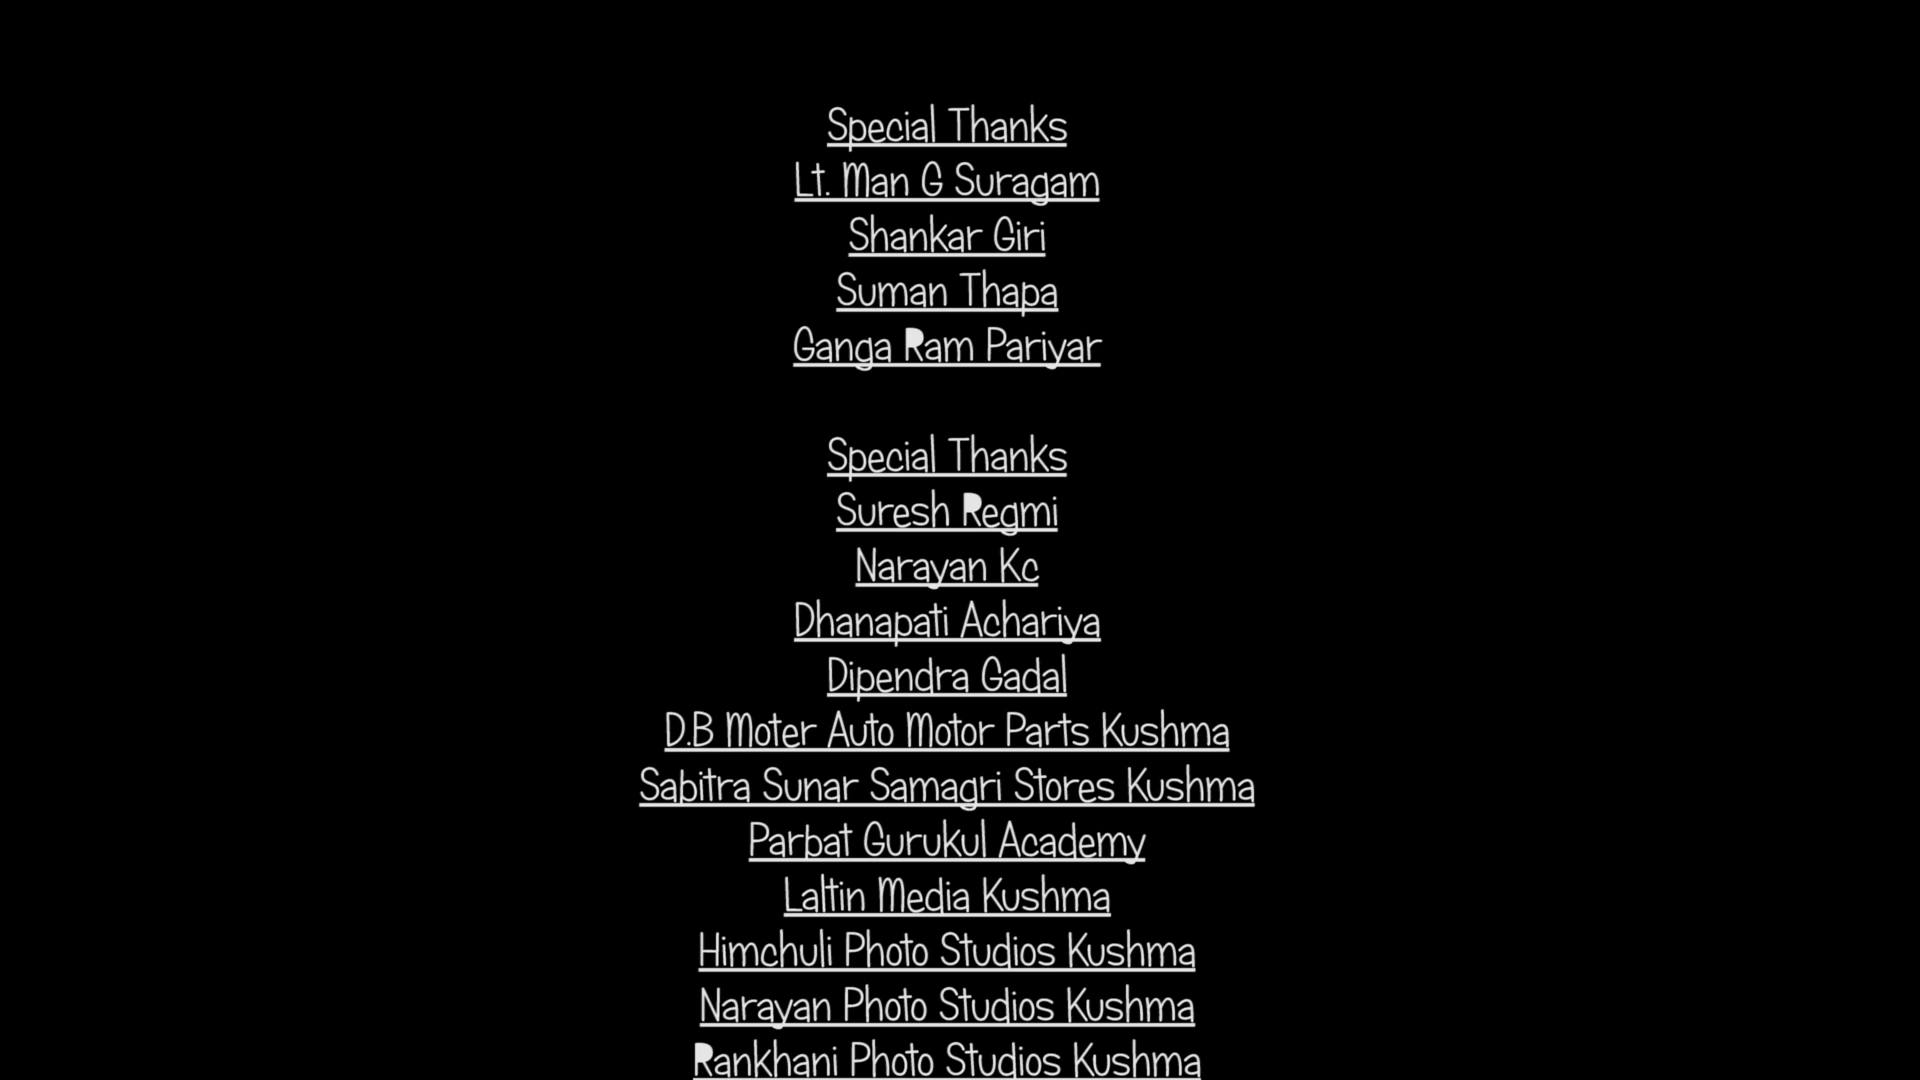 Special Thanks
Lt. Man G Suragam
Shankar Giri
Suman Thapa
Ganga Ram Pariyar
Special Thanks
Suresh Regmi
Narayan Kc
Dhanapati Achariya
Dipendra Gadal
D.B Moter Auto Motor Parts Kushma
Sabitra Sunar Samagri Stores Kushma
Parbat Gurukul Academy
Laltin Media Kushma
Himchuli Photo Studios Kushma
Narayan Photo Studios Kushma
Rankhani Photo Studios Kushma